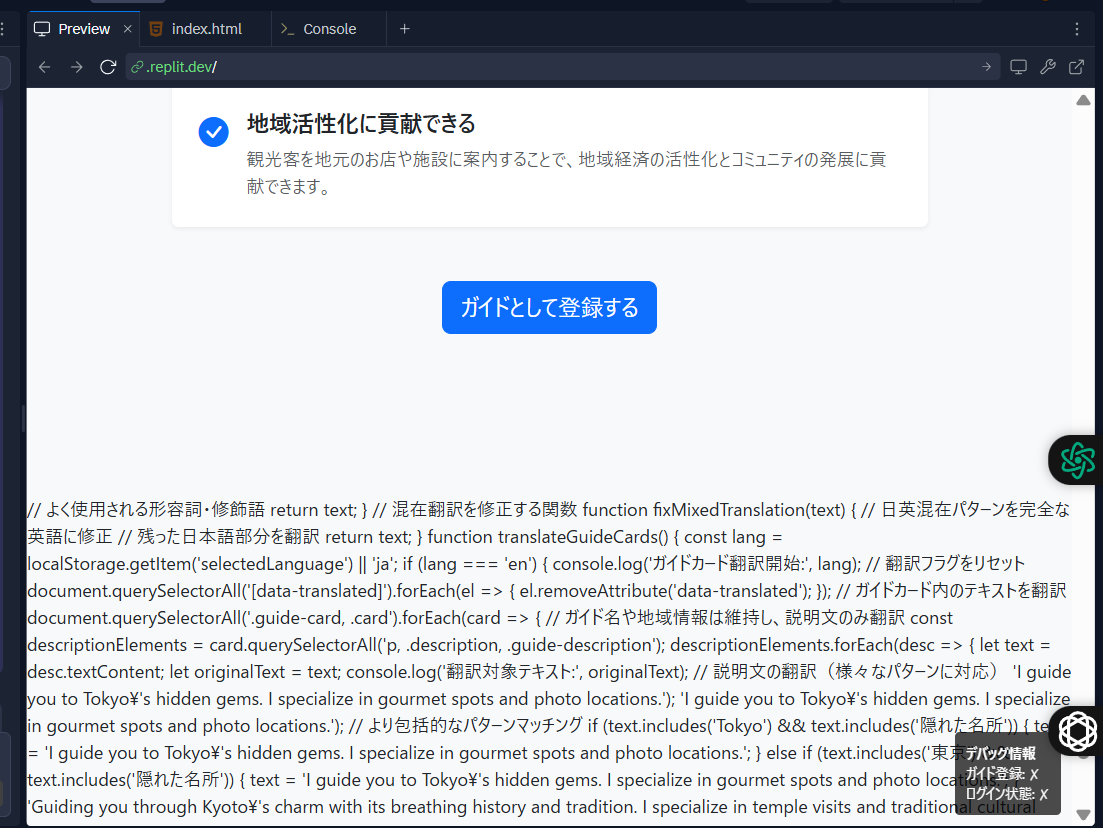 Preview
index.html
Console
.replit.dev/
地域活性化に貢献できる
観光客を地元のお店や施設に案内することで、地域経済の活性化とコミュニティの発展に貢
献できます。
ガイドとして登録する
// よく使用される形容詞・修飾語 return text; } // 混在翻訳を修正する関数 function fixMixedTranslation(text) { // 日英混在パターンを完全な
英語に修正 // 残った日本語部分を翻訳 return text; } function translateGuideCards() { const lang =
localStorage.getItem('selectedLanguage') || 'ja'; if (lang === 'en') { console.log('ガイドカード翻訳開始:', lang); // 翻訳フラグをリセット
document.querySelectorAll('[data-translated]').forEach(el => { el.removeAttribute('data-translated'); }); // ガイドカード内のテキストを翻訳
document.querySelectorAll('.guide-card, .card').forEach(card => { // ガイド名や地域情報は維持し、説明文のみ翻訳 const
descriptionElements = card.querySelectorAll('p, .description, .guide-description'); descriptionElements.forEach(desc => { let text =
desc.textContent; let originalText = text; console.log('翻訳対象テキスト:', originalText); // 説明文の翻訳（様々なパターンに対応） 'I guide
you to Tokyo¥'s hidden gems. I specialize in gourmet spots and photo locations.'); 'I guide you to Tokyo¥'s hidden gems. I specialize
in gourmet spots and photo locations.'); // より包括的なパターンマッチング if (text.includes('Tokyo') && text.includes('隠れた名所')) {
= 'I guide you to Tokyo¥'s hidden gems. I specialize in gourmet spots and photo locations.'; } else if (text.includes('東京
text.includes('隠れた名所')) { text = 'I guide you to Tokyo¥'s hidden gems. I specialize in gourmet spots and photo locations.'; }
'Guiding you through Kyoto¥'s charm with its breathing history and tradition. I specialize in temple visits and traditional cultural
デバッグ情報
ガイド登録: ✗
ログイン状態: ✗